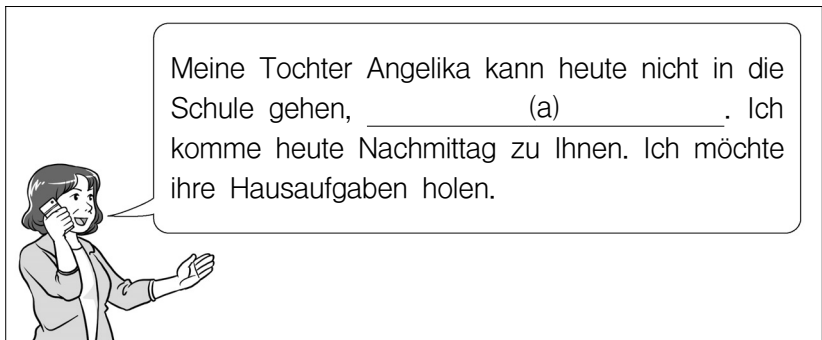 Meine Tochter Angelika kann heute nicht in die
Schule gehen, (a) . Ich
komme heute Nachmittag zu Ihnen. Ich möchte
ihre Hausaufgaben holen.